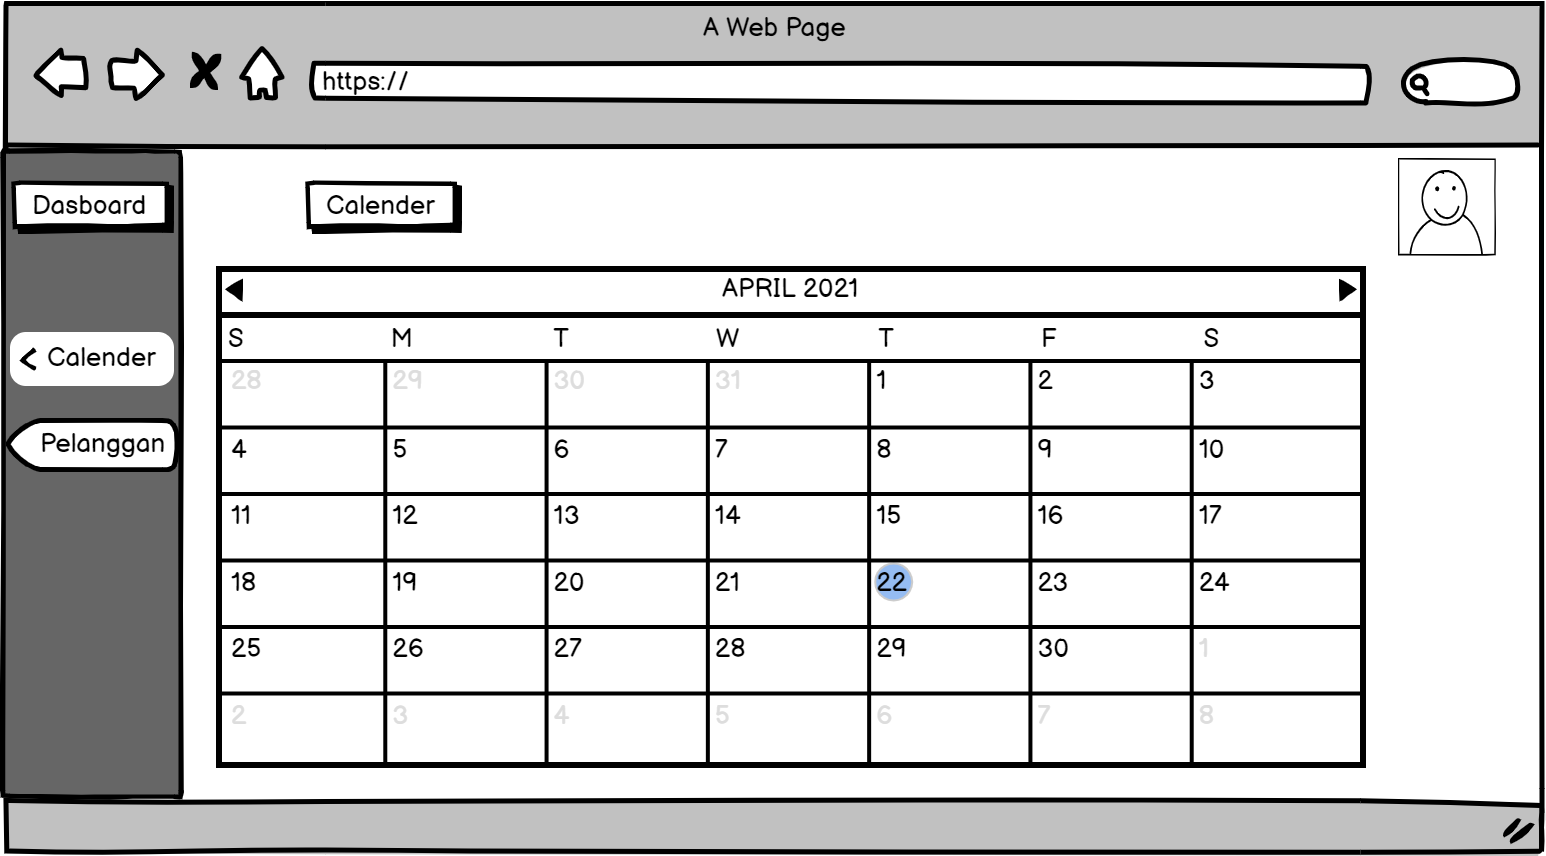 A Web Page
https://
Dasboard
Calender
Calender
Pelanggan
APRIL 2021
S M T W T F S
28 29 30 31 1 2 3
4 5 6 7 8 9 10
11 12 13 14 15 16 17
18 19 20 21 22 23 24
25 26 27 28 29 30 1
2 3 4 5 6 7 8